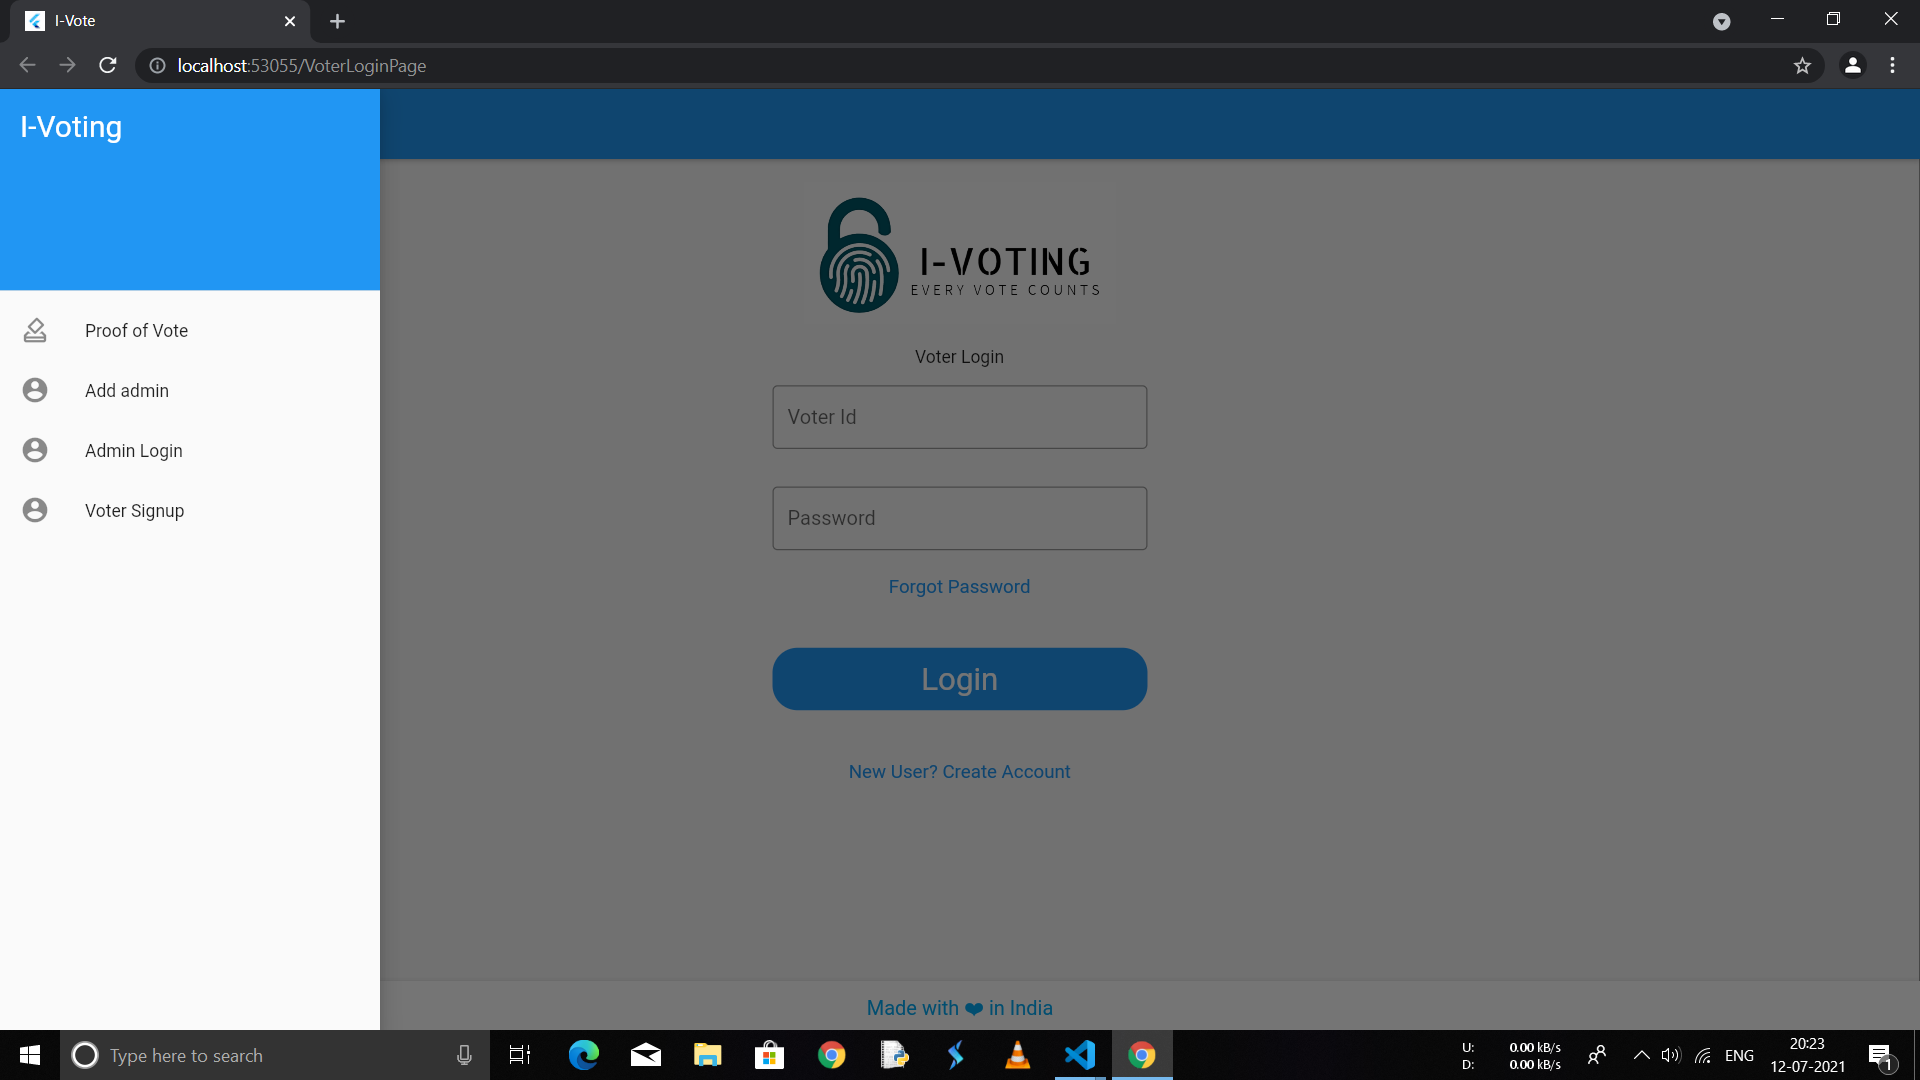 I-Vote
localhost:53055/VoterLoginPage
I-Voting
Proof of Vote
Add admin
Admin Login
Voter Signup
I-VOTING
EVERY VOTE COUNTS
Voter Login
Voter Id
Password
Forgot Password
Login
New User? Create Account
Made with ❤ in India
Type here to search
U: 0.00 kB/s
D: 0.00 kB/s
ENG
20:23
12-07-2021
1